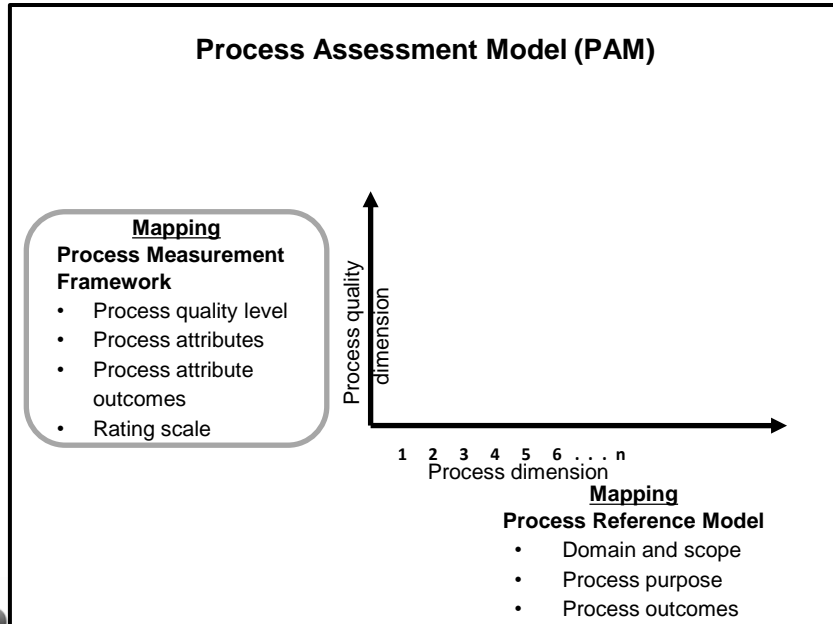 Process Assessment Model (PAM)
Mapping
Process Measurement
Framework
• Process quality level
• Process attributes
• Process attribute
outcomes
• Rating scale
Process quality
dimension
1 2 3 4 5 6 . . . n
Process dimension
Mapping
Process Reference Model
• Domain and scope
• Process purpose
• Process outcomes